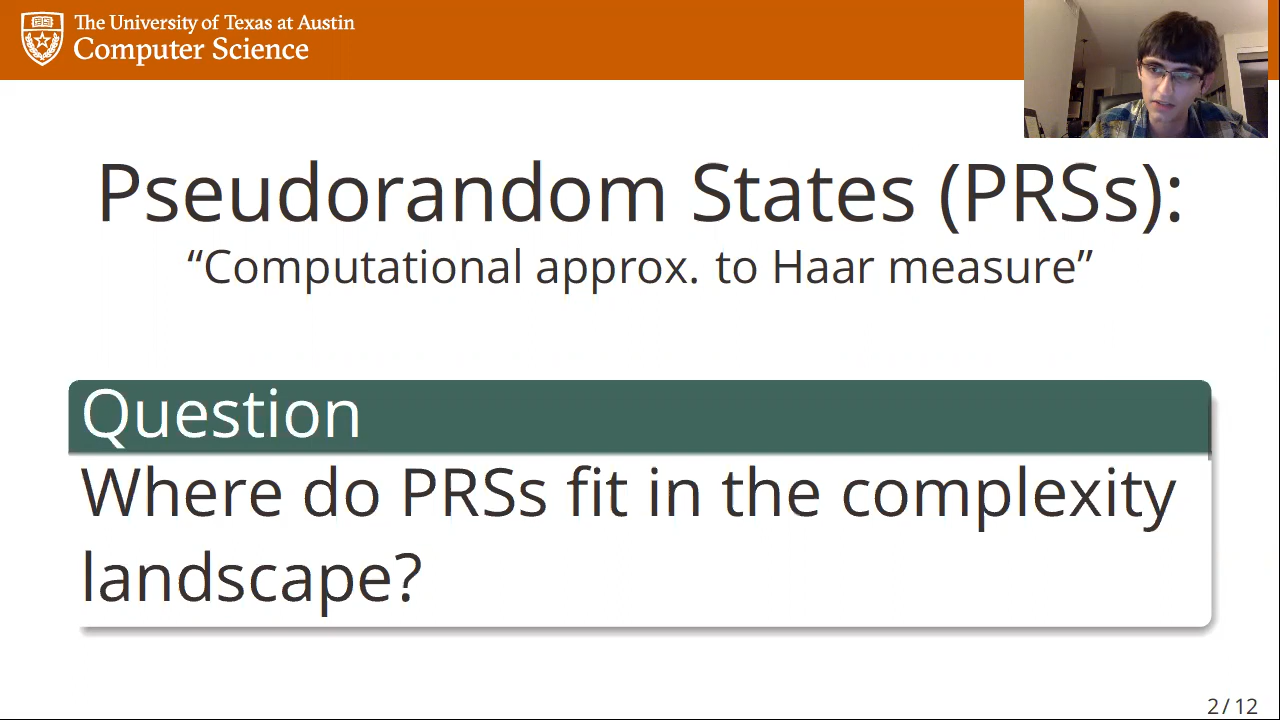 The University of Texas at Austin
Computer Science
Pseudorandom States (PRSs):
“Computational approx. to Haar measure”
Question
Where do PRSs fit in the complexity
landscape?
2 / 12